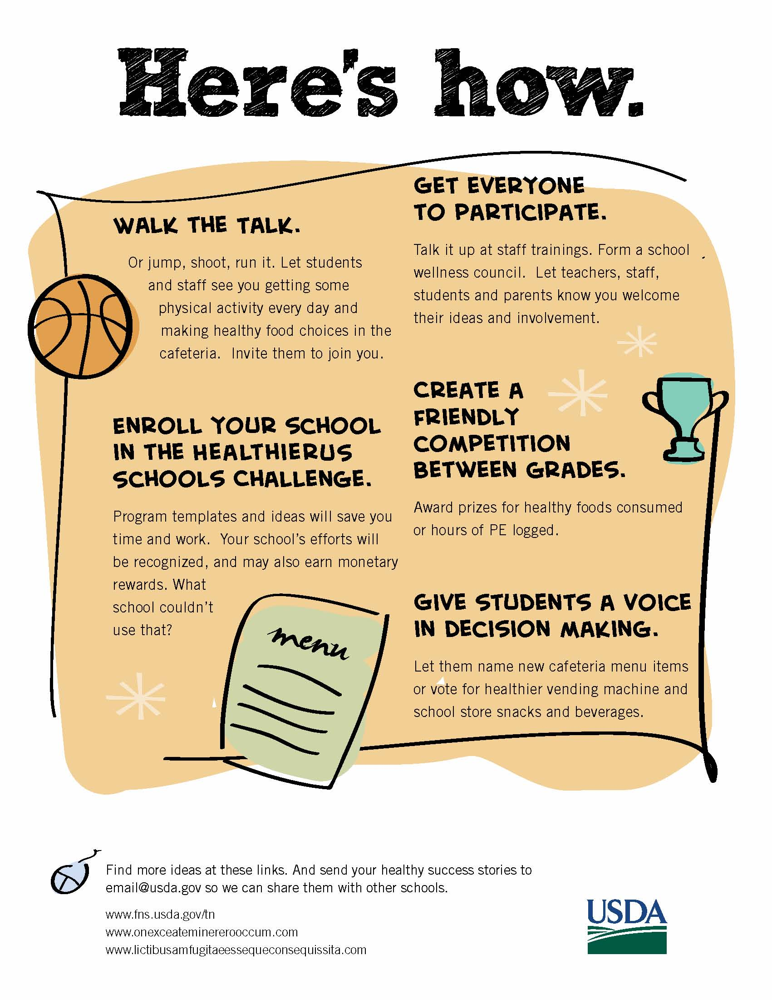 Here's how.
WALK THE TALK.
Or jump, shoot, run it. Let students
and staff see you getting some
physical activity every day and
making healthy food choices in the
cafeteria.  Invite them to join you.
ENROLL YOUR SCHOOL
IN THE HEALTHIERUS
SCHOOLS CHALLENGE.
Program templates and ideas will save you
time and work.  Your school's efforts will
be recognized, and may also earn monetary
rewards. What
school couldn't
use that?
menu
GET EVERYONE
TO PARTICIPATE.
Talk it up at staff trainings. Form a school
wellness council.  Let teachers, staff,
students and parents know you welcome
their ideas and involvement.
CREATE A
FRIENDLY
COMPETITION
BETWEEN GRADES.
Award prizes for healthy foods consumed
or hours of PE logged.
GIVE STUDENTS A VOICE
IN DECISION MAKING.
Let them name new cafeteria menu items
or vote for healthier vending machine and
school store snacks and beverages.
Find more ideas at these links. And send your healthy success stories to
email@usda.gov so we can share them with other schools.
www.fns.usda.gov/tn
www.onexceateminererooccum.com
www.lictibusamfugitaeessequeconsequissita.com
USDA